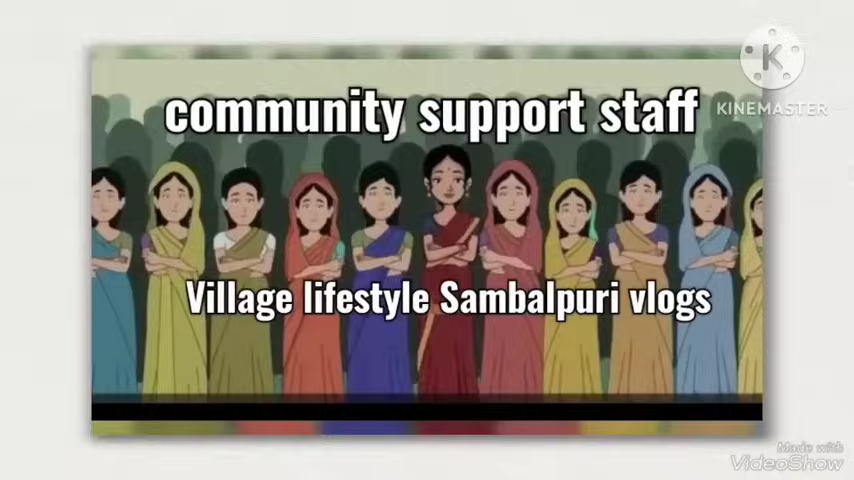 community support staff
K
KINEMASTER
Village lifestyle Sambalpuri vlogs
Made with
VideoShow